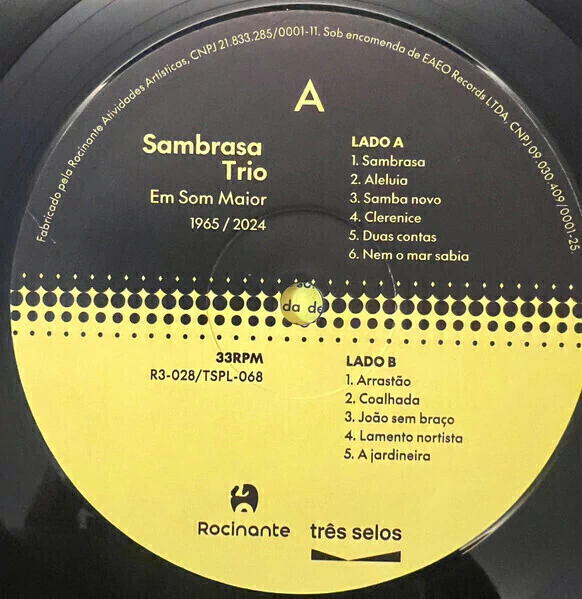 Fabricado pela Rocinante Atividades Artísticas, CNPJ 21.833.285/0001-11. Sob encomenda de EAEO Records LTDA, CNPJ 09.030.409/0001-25.
A
Sambrasa
Trio
Em Som Maior
1965 / 2024
LADO A
1. Sambrasa
2. Aleluia
3. Samba novo
4. Clerenice
5. Duas contas
6. Nem o mar sabia
da de
33RPM
R3-028/TSPL-068
LADO B
1. Arrastão
2. Coalhada
3. João sem braço
4. Lamento nortista
5. A jardineira
Rocinante
três selos